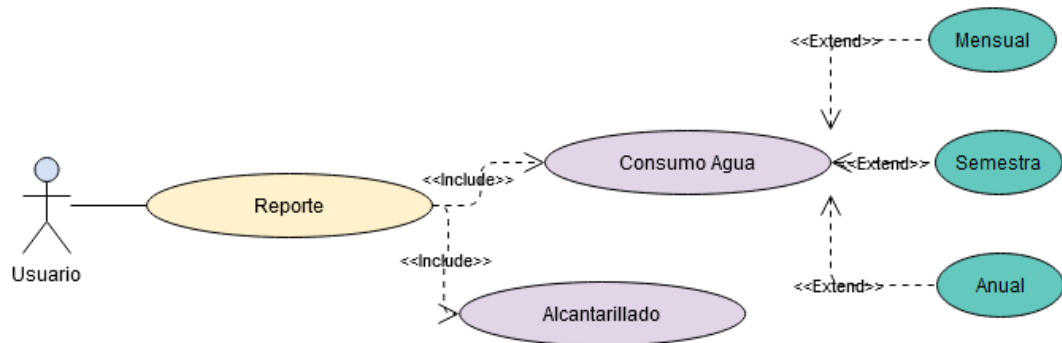 <<Extend>>
Mensual
Consumo Agua
<<Extend>>
Semestra
<<Include>>
Reporte
Usuario
<<Include>>
<<Extend>>
Anual
Alcantarillado